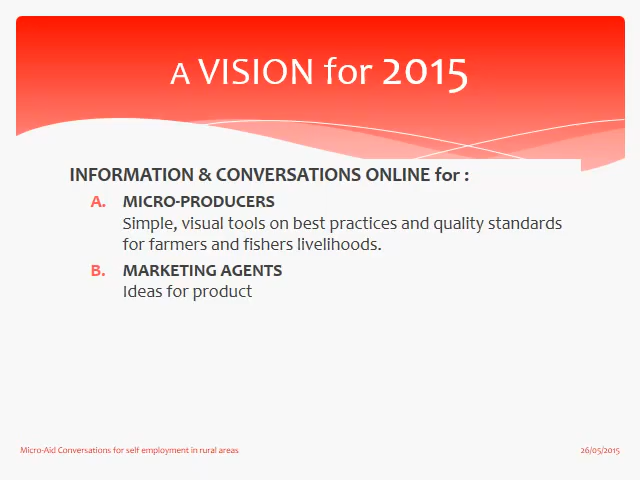 A VISION for 2015
INFORMATION & CONVERSATIONS ONLINE for :
A. MICRO-PRODUCERS
Simple, visual tools on best practices and quality standards
for farmers and fishers livelihoods.
B. MARKETING AGENTS
Ideas for product
Micro-Aid Conversations for self employment in rural areas
26/05/2015